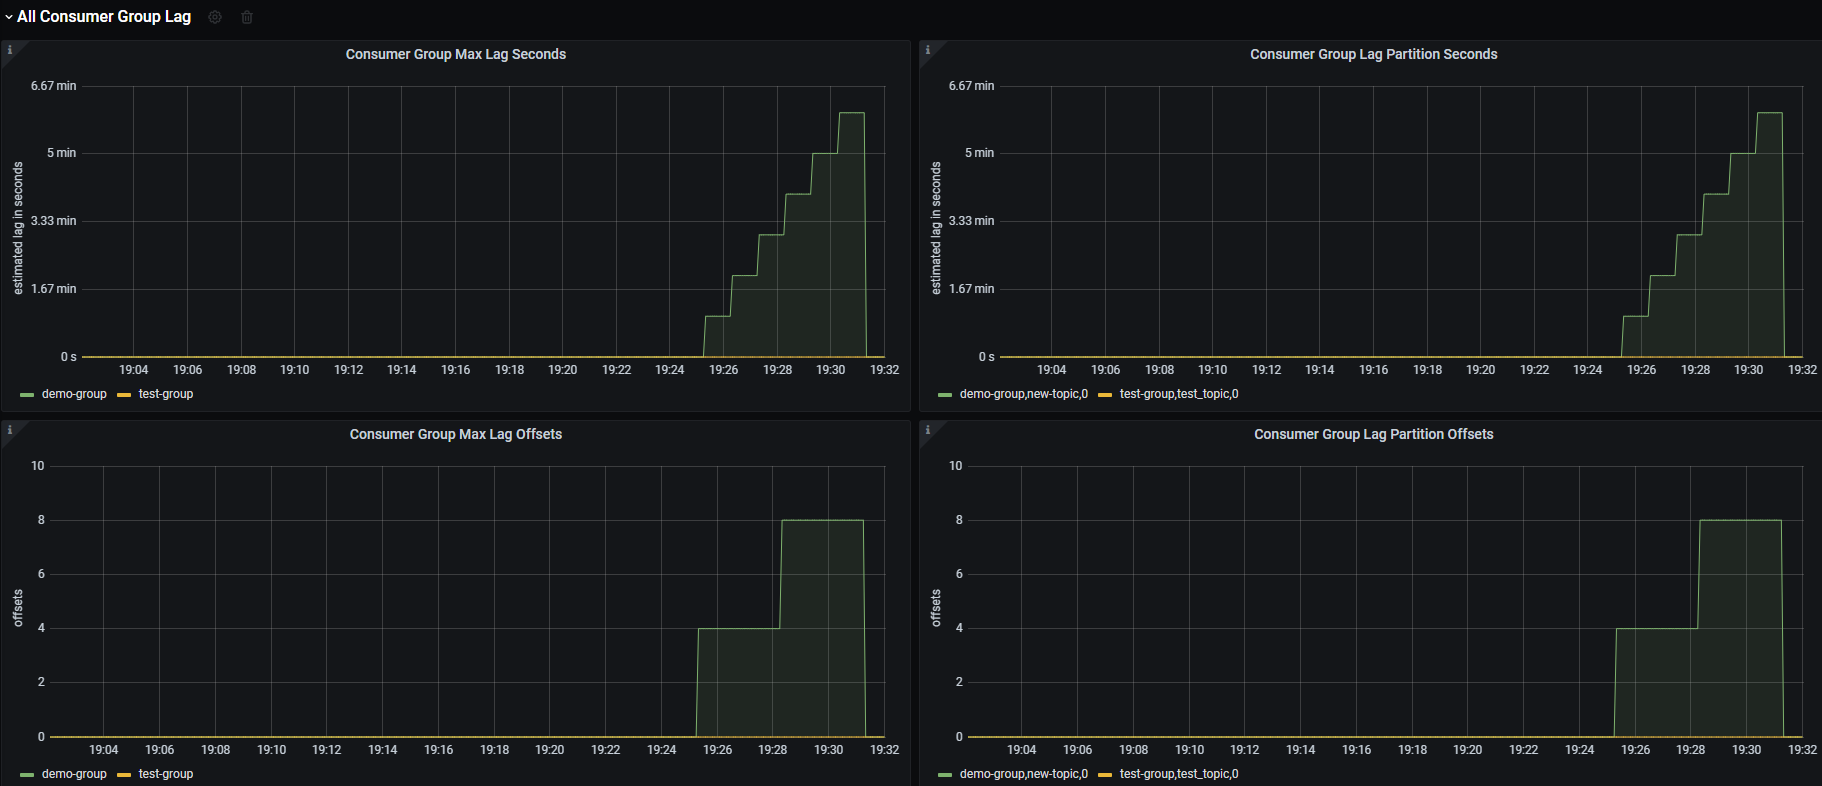 All Consumer Group Lag
Consumer Group Max Lag Seconds
estimated lag in seconds
6.67 min
5 min
3.33 min
1.67 min
0 s
19:04 19:06 19:08 19:10 19:12 19:14 19:16 19:18 19:20 19:22 19:24 19:26 19:28 19:30 19:32
demo-group test-group
Consumer Group Lag Partition Seconds
estimated lag in seconds
6.67 min
5 min
3.33 min
1.67 min
0 s
19:04 19:06 19:08 19:10 19:12 19:14 19:16 19:18 19:20 19:22 19:24 19:26 19:28 19:30 19:32
demo-group,new-topic,0 test-group,test_topic,0
Consumer Group Max Lag Offsets
offsets
10
8
6
4
2
0
19:04 19:06 19:08 19:10 19:12 19:14 19:16 19:18 19:20 19:22 19:24 19:26 19:28 19:30 19:32
demo-group test-group
Consumer Group Lag Partition Offsets
offsets
10
8
6
4
2
0
19:04 19:06 19:08 19:10 19:12 19:14 19:16 19:18 19:20 19:22 19:24 19:26 19:28 19:30 19:32
demo-group,new-topic,0 test-group,test_topic,0